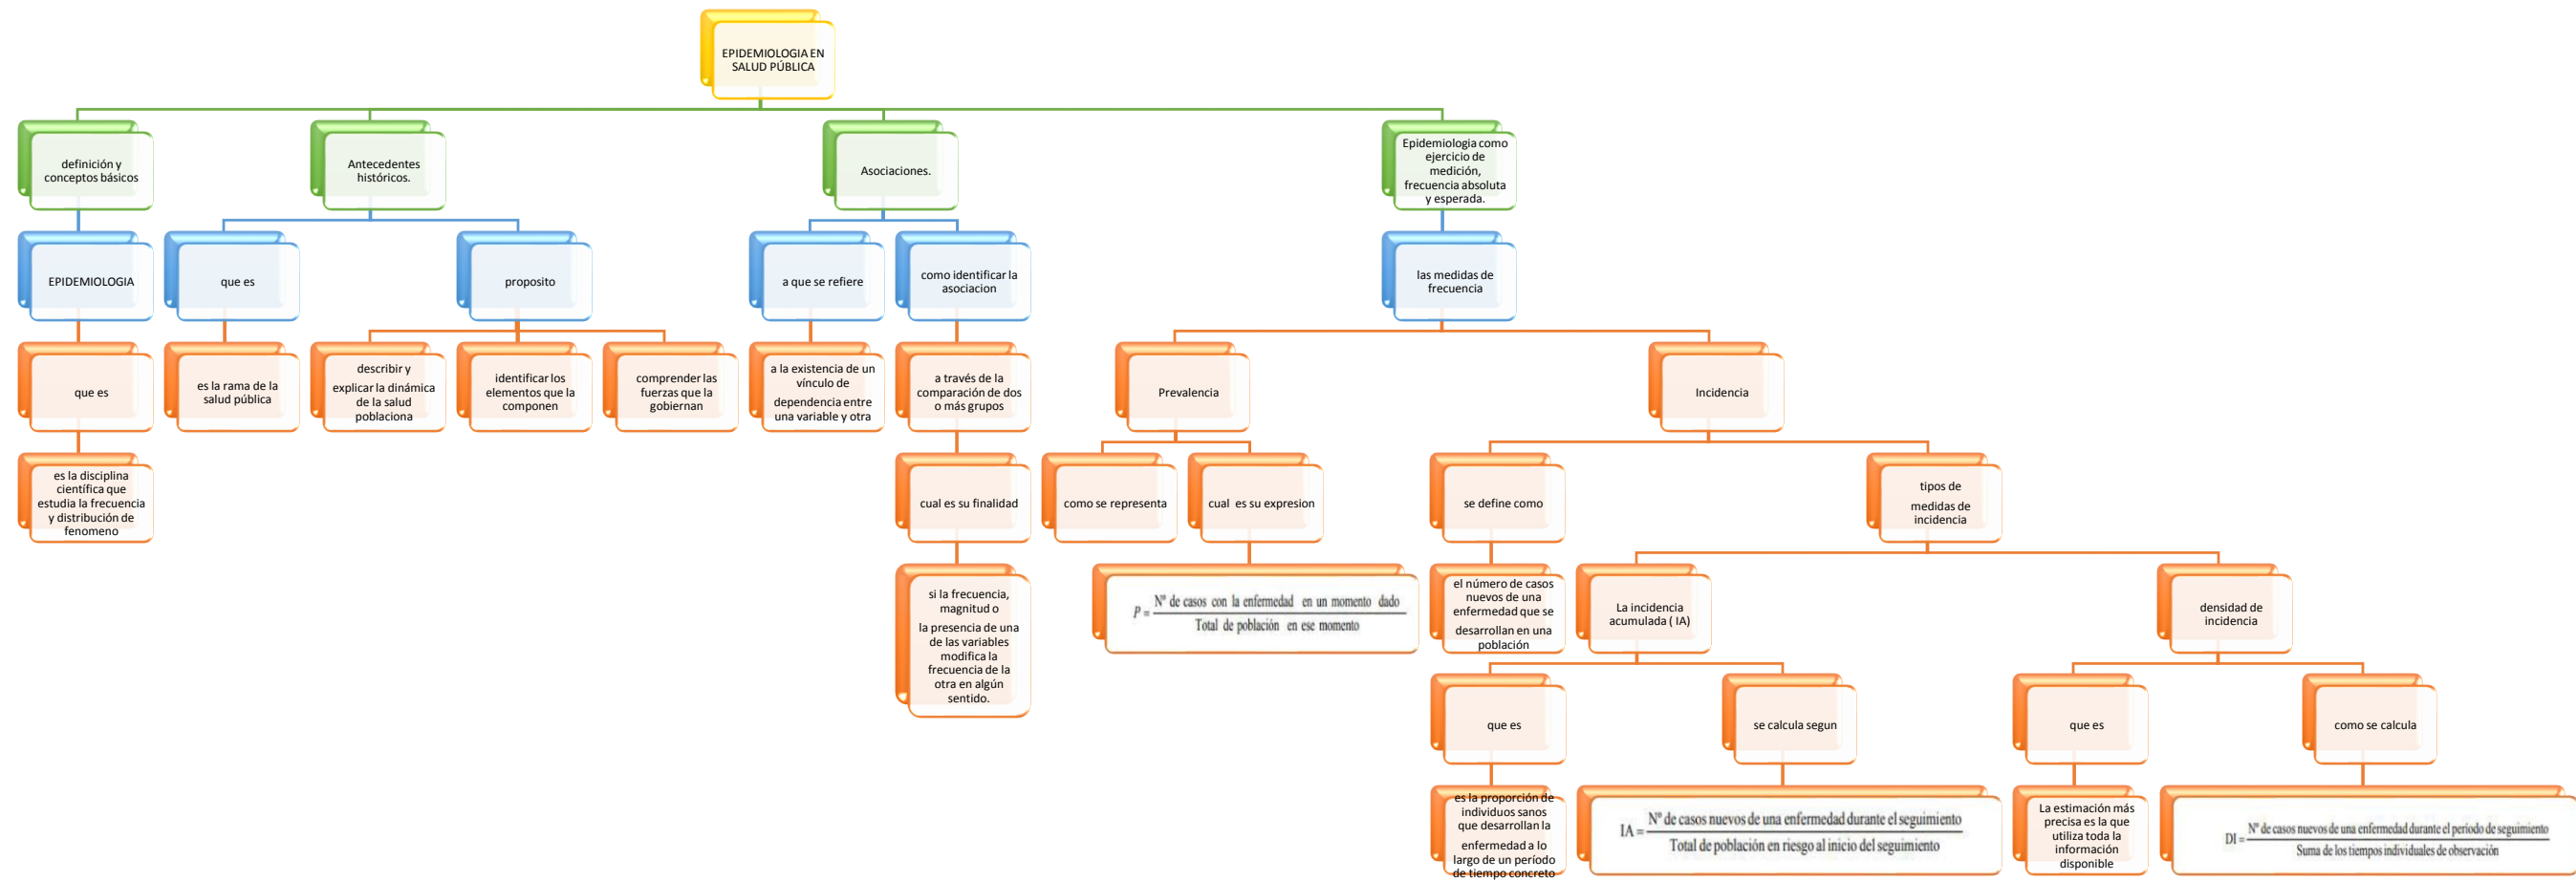 EPIDEMIOLOGIA EN
SALUD PÚBLICA
definición y
conceptos básicos
Antecedentes
históricos.
Asociaciones.
Epidemiologia como
ejercicio de
medición,
frecuencia absoluta
y esperada.
EPIDEMIOLOGIA
que es
proposito
a que se refiere
como identificar la
asociacion
las medidas de
frecuencia
que es
es la rama de la
salud pública
describir y
explicar la dinámica
de la salud
poblaciona
identificar los
elementos que la
componen
comprender las
fuerzas que la
gobiernan
a la existencia de un
vínculo de
dependencia entre
una variable y otra
a través de la
comparación de dos
o más grupos
Prevalencia
Incidencia
es la disciplina
científica que
estudia la frecuencia
y distribución de
fenomeno
cual es su finalidad
como se representa
cual es su expresion
se define como
tipos de
medidas de
incidencia
si la frecuencia,
magnitud o
la presencia de una
de las variables
modifica la
frecuencia de la
otra en algún
sentido.
P = Nº de casos con la enfermedad en un momento dado
Total de población en ese momento
el número de casos
nuevos de una
enfermedad que se
desarrollan en una
población
La incidencia
acumulada ( IA)
densidad de
incidencia
que es
se calcula segun
que es
como se calcula
es la proporción de
individuos sanos
que desarrollan la
enfermedad a lo
largo de un período
de tiempo concreto
IA = Nº de casos nuevos de una enfermedad durante el seguimiento
Total de población en riesgo al inicio del seguimiento
La estimación más
precisa es la que
utiliza toda la
información
disponible
DI = Nº de casos nuevos de una enfermedad durante el período de seguimiento
Suma de los tiempos individuales de observación